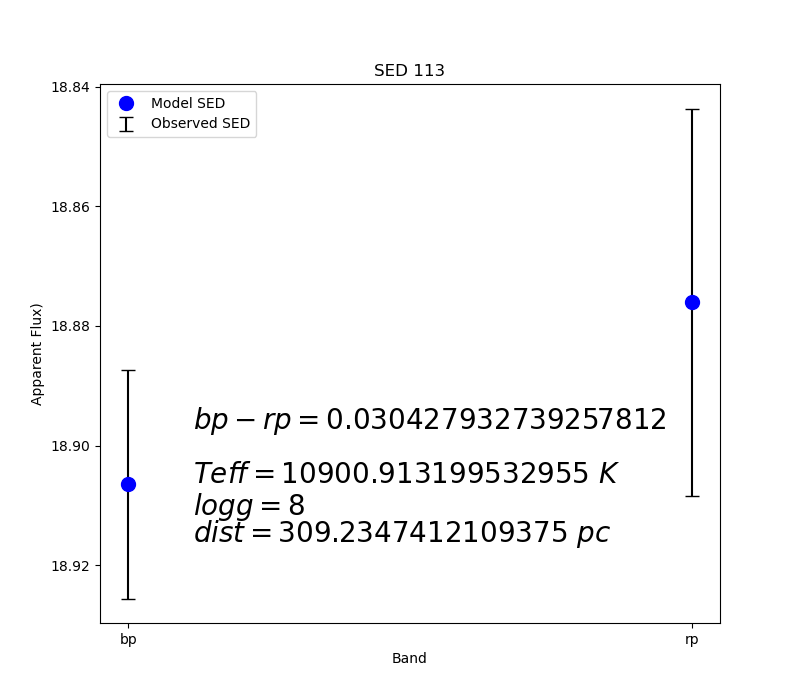 SED 113
Model SED
Observed SED
18.84
18.86
18.88
18.90
18.92
Apparent Flux)
bp − rp = 0.030427932739257812
Teff = 10900.913199532955 K
logg = 8
dist = 309.2347412109375 pc
bp
rp
Band